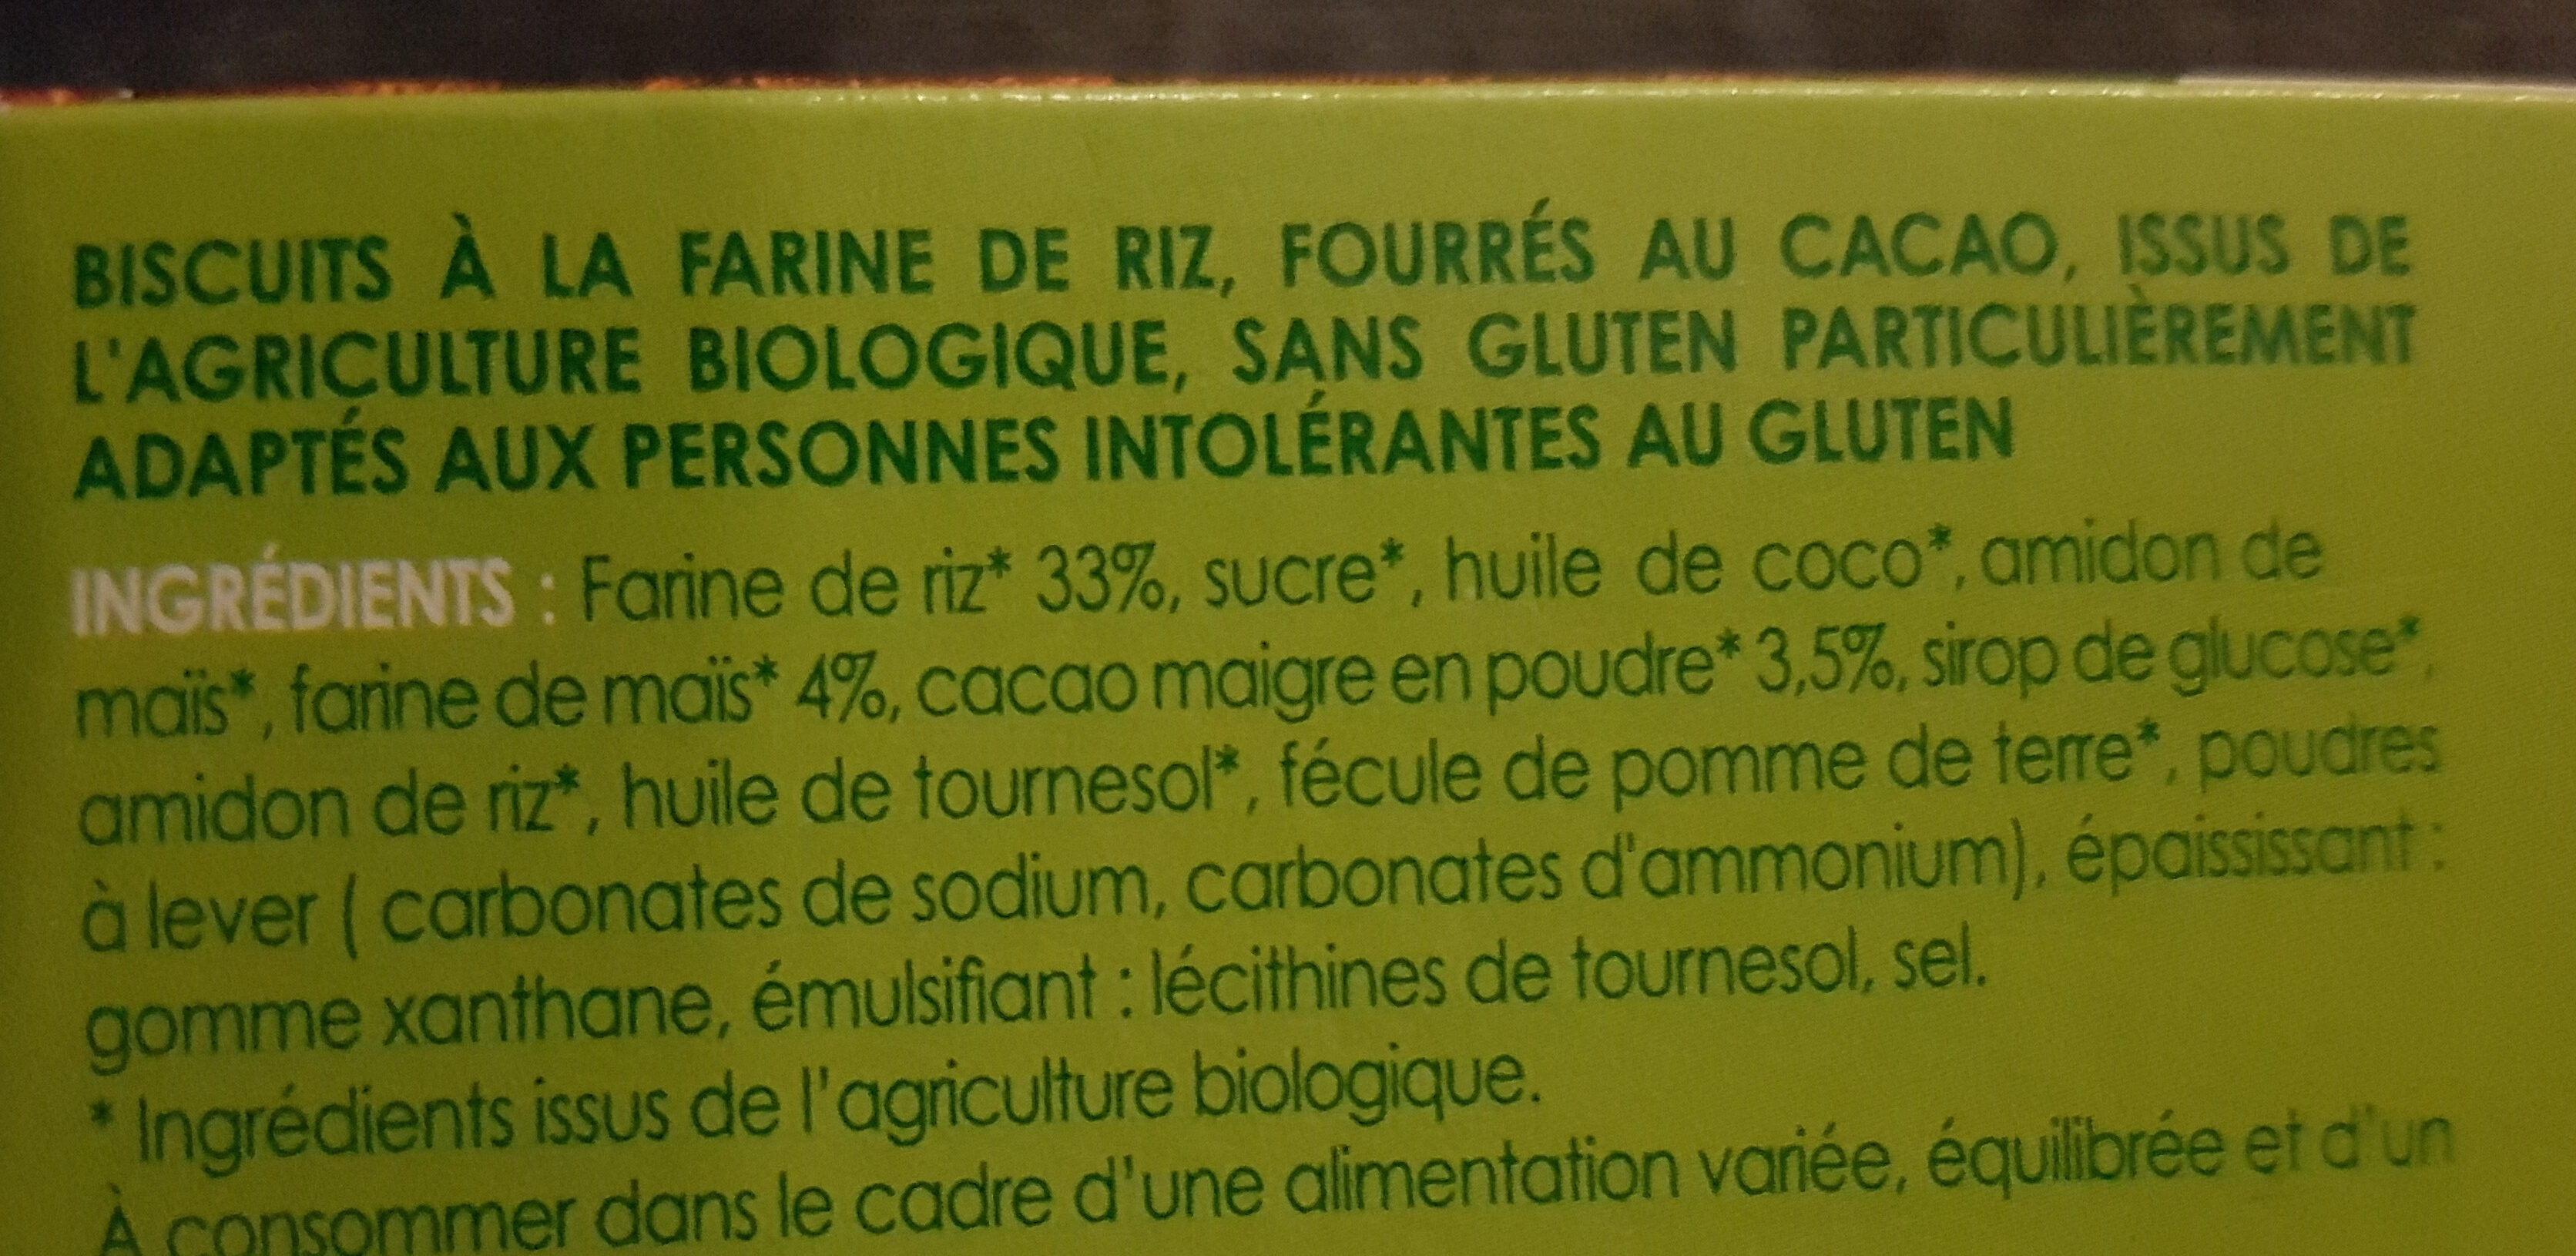 BISCUITS À LA FARINE DE RIZ, FOURRÉS AU CACAO, ISSUS DE
L'AGRICULTURE BIOLOGIQUE, SANS GLUTEN PARTICULIÈREMENT
ADAPTÉS AUX PERSONNES INTOLÉRANTES AU GLUTEN
INGRÉDIENTS : Farine de riz* 33%, sucre*, huile de coco*, amidon de
maïs*, farine de maïs* 4%, cacao maigre en poudre* 3,5%, sirop de glucose*,
amidon de riz*, huile de tournesol*, fécule de pomme de terre*, poudres
à lever ( carbonates de sodium, carbonates d'ammonium), épaississant :
gomme xanthane, émulsifiant : lécithines de tournesol, sel.
* Ingrédients issus de l'agriculture biologique.
À consommer dans le cadre d'une alimentation variée, équilibrée et d'un